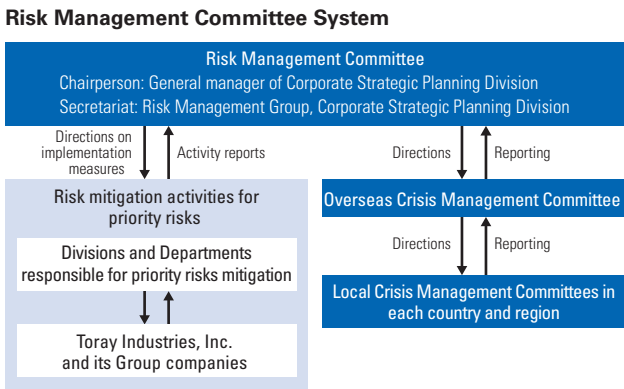 Risk Management Committee System
Risk Management Committee
Chairperson: General manager of Corporate Strategic Planning Division
Secretariat: Risk Management Group, Corporate Strategic Planning Division
Directions on
implementation
measures
Activity reports
Directions
Reporting
Risk mitigation activities for
priority risks
Divisions and Departments
responsible for priority risks mitigation
Toray Industries, Inc.
and its Group companies
Overseas Crisis Management Committee
Directions
Reporting
Local Crisis Management Committees in
each country and region